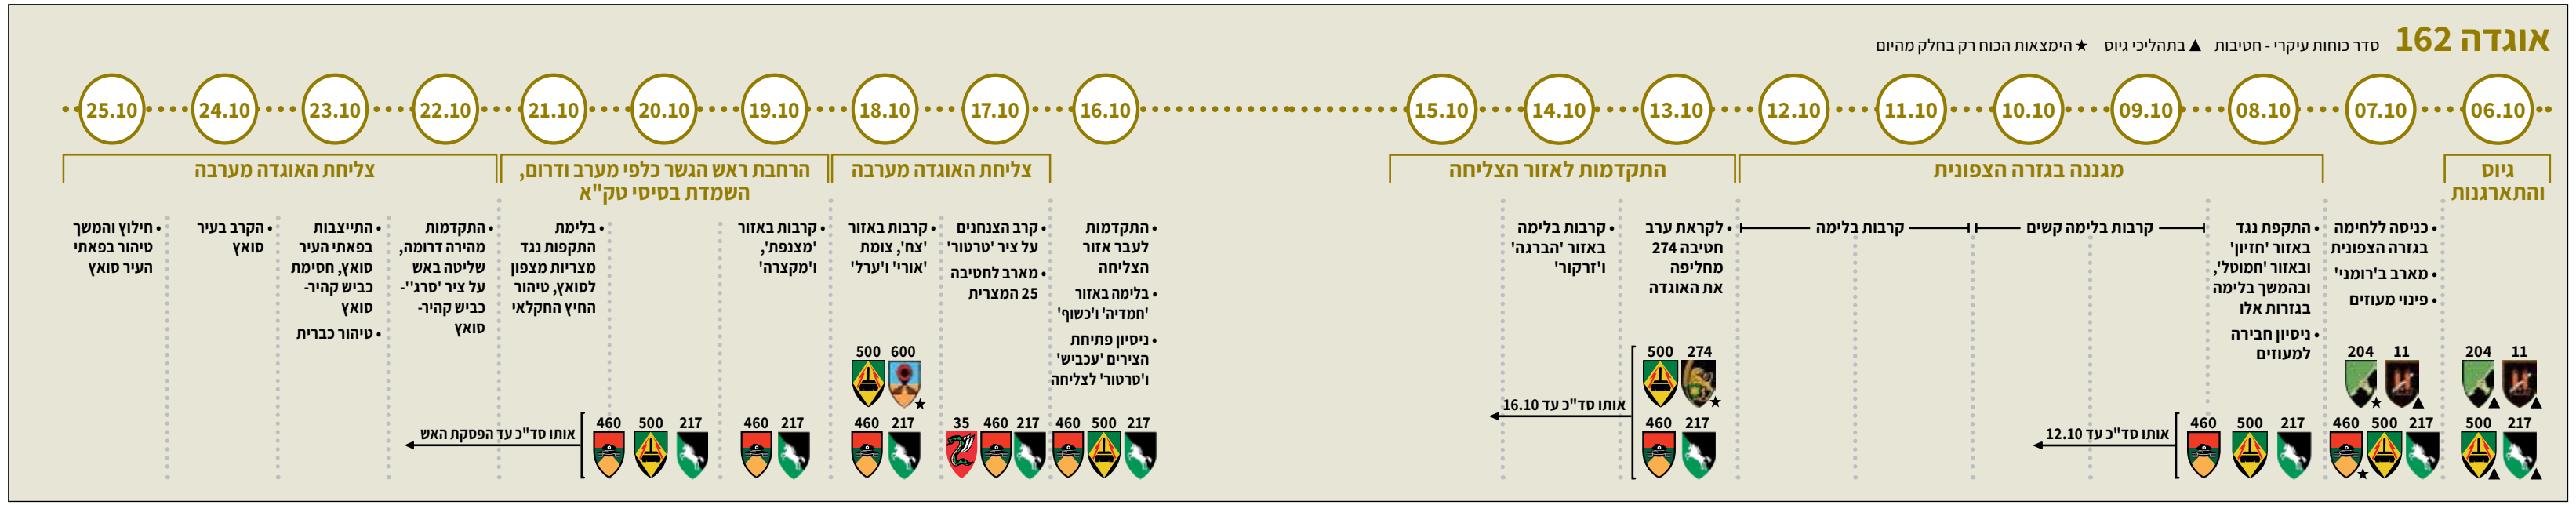 אוגדה 162 סדר כוחות עיקרי - חטיבות ▲ בתהליכי גיוס ★ הימצאות הכוח רק בחלק מהיום
06.10 07.10 08.10 09.10 10.10 11.10 12.10 13.10 14.10 15.10 16.10 17.10 18.10 19.10 20.10 21.10 22.10 23.10 24.10 25.10
גיוס
והתארגנות
מגננה בגזרה הצפונית
התקדמות לאזור הצליחה
צליחת האוגדה מערבה
הרחבת ראש הגשר כלפי מערב ודרום,
השמדת בסיסי טק"א
צליחת האוגדה מערבה
11 204
217 500
• כניסה ללחימה
בגזרה הצפונית
• מארב ב'רומני'
• פינוי מעוזים
11 204
217 500 460
• התקפת נגד
באזור 'חזיון'
ובאזור 'חמוטל',
ובהמשך בלימה
בגזרות אלו
• ניסיון חבירה
למעוזים
217 500 460
אותו סד"כ עד 12.10
קרבות בלימה קשים
קרבות בלימה
• לקראת ערב
חטיבה 274
מחליפה
את האוגדה
274 500
217 460
אותו סד"כ עד 16.10
• קרבות בלימה
באזור 'הברגה'
ו'זרקור'
• התקדמות
לעבר אזור
הצליחה
• בלימה באזור
'חמדיה' ו'כשוף'
• ניסיון פתיחת
הצירים 'עכביש'
ו'טרטור' לצליחה
217 500 460
• קרב הצנחנים
על ציר 'טרטור'
• מארב לחטיבה
25 המצרית
217 460 35
• קרבות באזור
'צח', צומת
'אורי' ו'ערל'
600 500
217 460
• קרבות באזור
'מצנפת',
ו'מקצרה'
217 460
217 500 460
אותו סד"כ עד הפסקת האש
• בלימת
התקפות נגד
מצריות מצפון
לסואץ, טיהור
החיץ החקלאי
• התקדמות
מהירה דרומה,
שליטה באש
על ציר 'סרג''-
כביש קהיר-
סואץ
• התייצבות
בפאתי העיר
סואץ, חסימת
כביש קהיר-
סואץ
• טיהור כברית
• הקרב בעיר
סואץ
• חילוץ והמשך
טיהור בפאתי
העיר סואץ